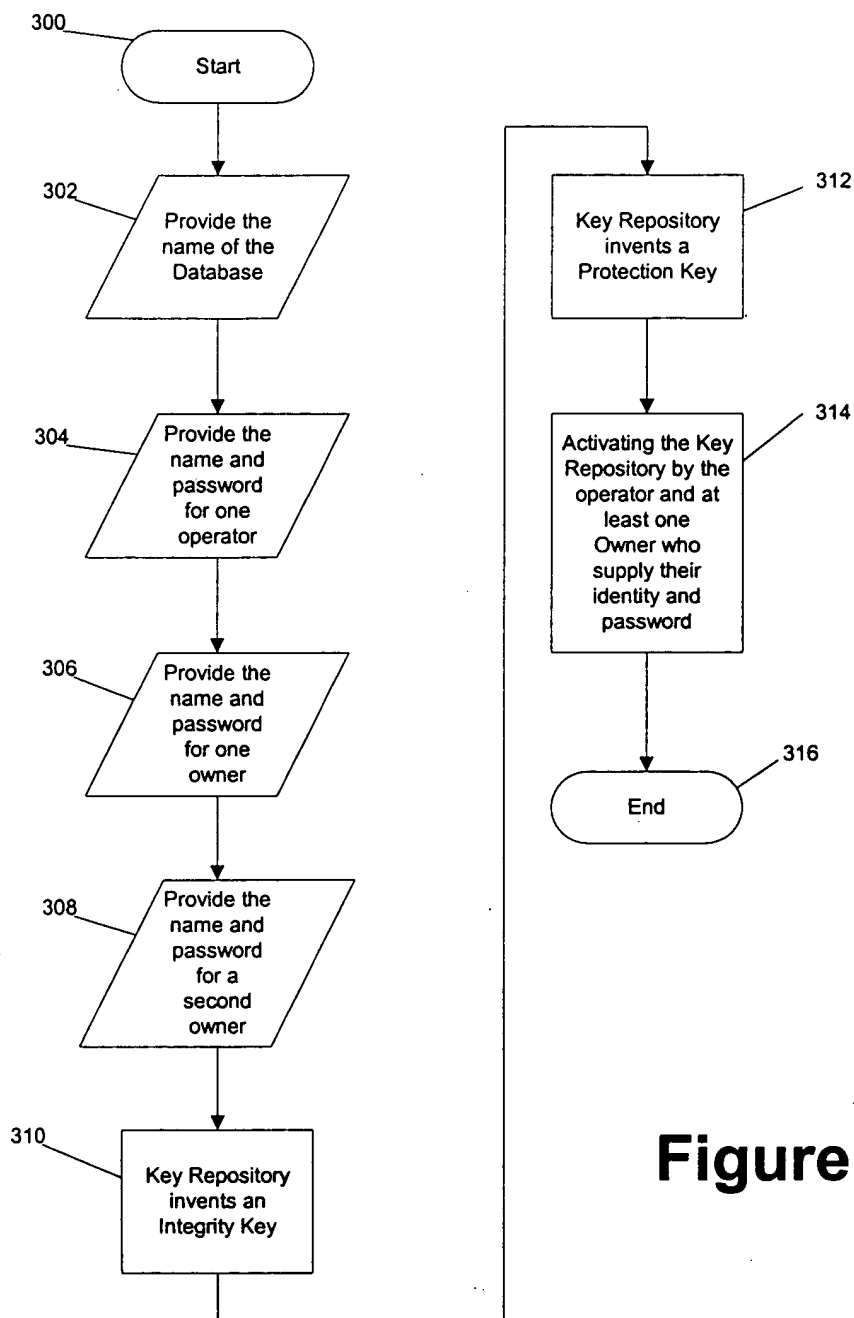 300
Start
302
Provide the
name of the
Database
304
Provide the
name and
password
for one
operator
306
Provide the
name and
password
for one
owner
308
Provide the
name and
password
for a
second
owner
310
Key Repository
invents an
Integrity Key
312
Key Repository
invents a
Protection Key
314
Activating the Key
Repository by the
operator and at
least one
Owner who
supply their
identity and
password
316
End
Figure